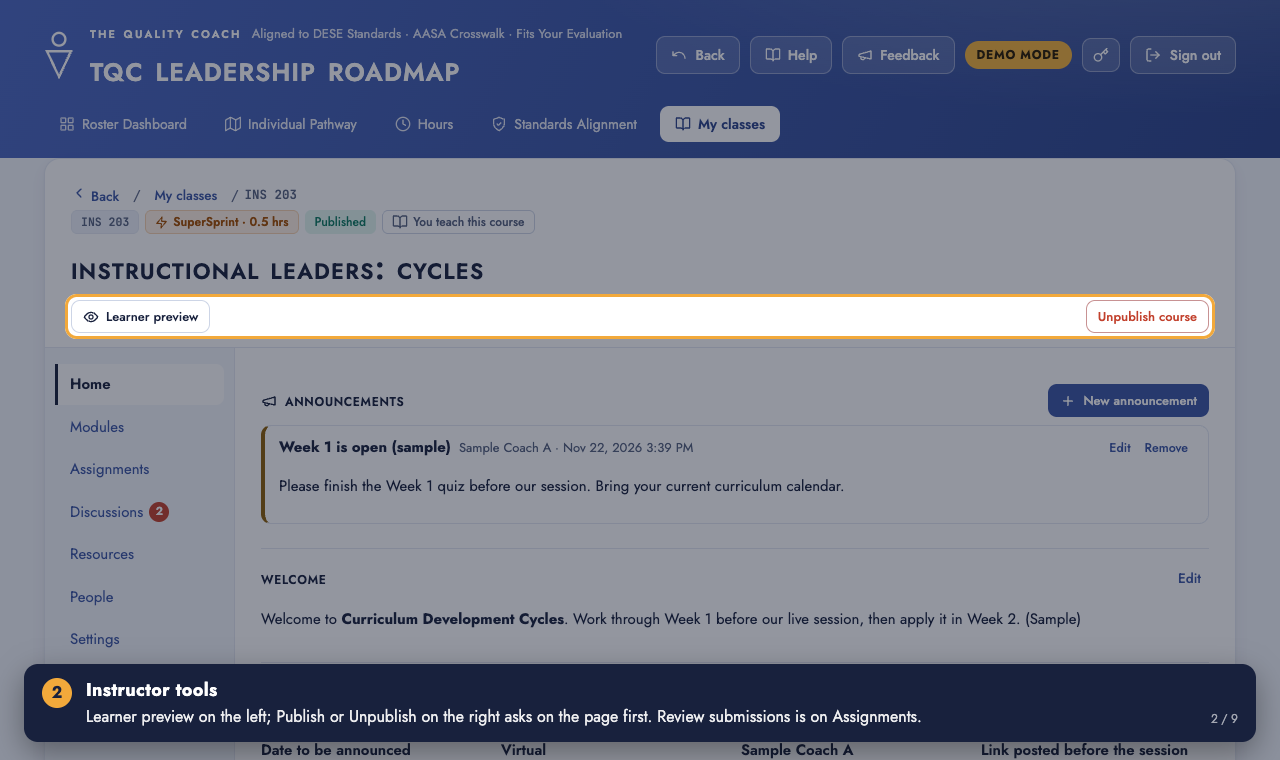 THE QUALITY COACH Aligned to DESE Standards · AASA Crosswalk · Fits Your Evaluation
TQC LEADERSHIP ROADMAP
Back
Help
Feedback
DEMO MODE
Sign out
Roster Dashboard
Individual Pathway
Hours
Standards Alignment
My classes
Back / My classes / INS 203
INS 203
SuperSprint · 0.5 hrs
Published
You teach this course
INSTRUCTIONAL LEADERS: CYCLES
Learner preview
Unpublish course
Home
Modules
Assignments
Discussions 2
Resources
People
Settings
ANNOUNCEMENTS
New announcement
Week 1 is open (sample) Sample Coach A · Nov 22, 2026 3:39 PM
Edit Remove
Please finish the Week 1 quiz before our session. Bring your current curriculum calendar.
WELCOME
Edit
Welcome to Curriculum Development Cycles. Work through Week 1 before our live session, then apply it in Week 2. (Sample)
2
Instructor tools
Learner preview on the left; Publish or Unpublish on the right asks on the page first. Review submissions is on Assignments.
2 / 9
Date to be announced
Virtual
Sample Coach A
Link posted before the session